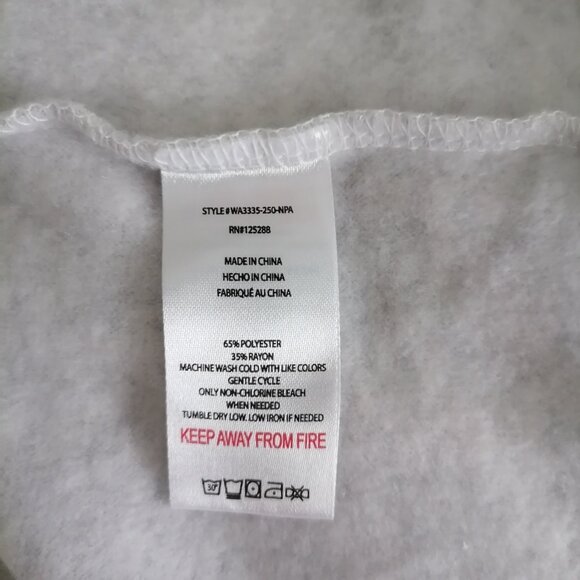 STYLE#WA3335-250-NPA
RN#125288
MADE IN CHINA
HECHO EN CHINA
FABRIQUÉ AU CHINA
65% POLYESTER
35% RAYON
MACHINE WASH COLD WITH LIKE COLORS
GENTLE CYCLE
ONLY NON-CHLORINE BLEACH
WHEN NEEDED
TUMBLE DRY LOW. LOW IRON IF NEEDED
KEEP AWAY FROM FIRE
30°